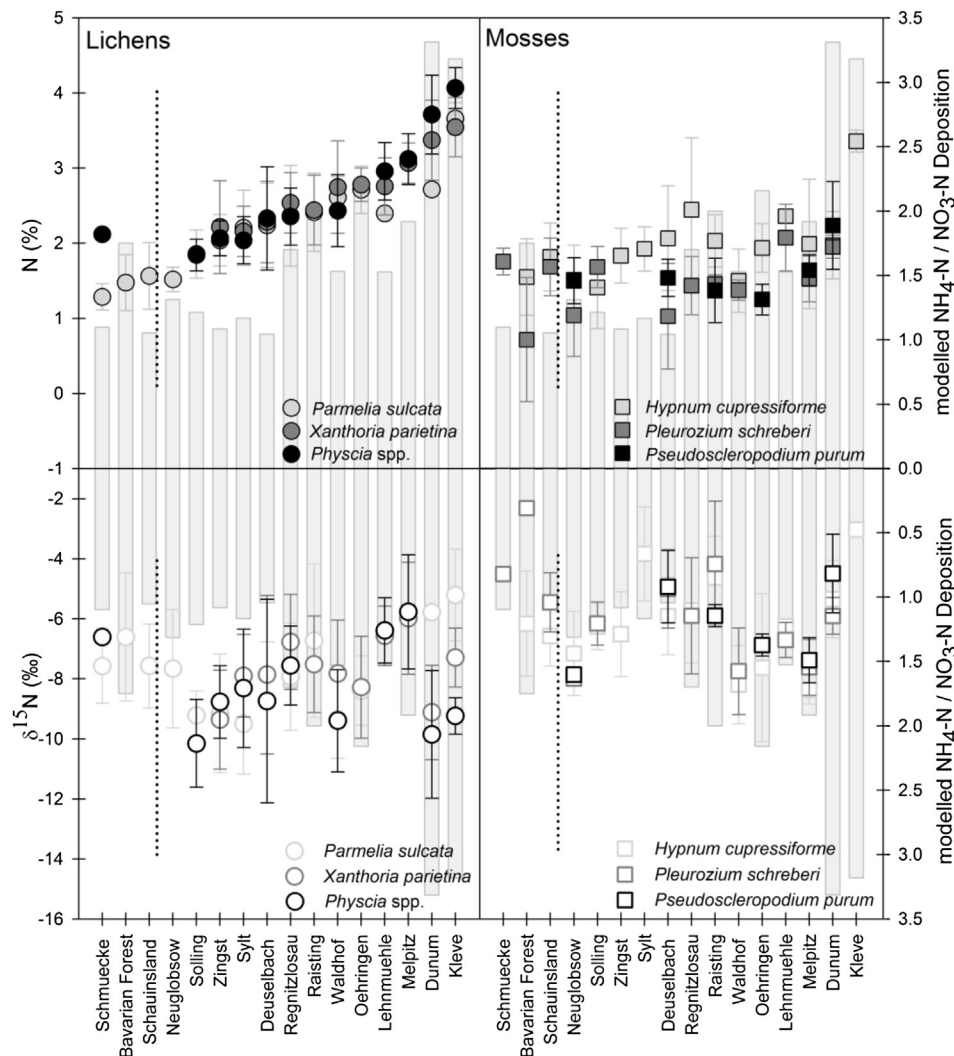 Lichens
Mosses
N (%)
5
4
3
2
1
0
-1
3.5
3.0
2.5
2.0
1.5
1.0
0.5
0.0
modelled NH4-N / NO3-N Deposition
Parmelia sulcata
Xanthoria parietina
Physcia spp.
Hypnum cupressiforme
Pleurozium schreberi
Pseudoscleropodium purum
δ15N (‰)
-2
-4
-6
-8
-10
-12
-14
-16
0.5
1.0
1.5
2.0
2.5
3.0
3.5
modelled NH4-N / NO3-N Deposition
Parmelia sulcata
Xanthoria parietina
Physcia spp.
Hypnum cupressiforme
Pleurozium schreberi
Pseudoscleropodium purum
Schmuecke
Bavarian Forest
Schauinsland
Neuglobsow
Solling
Zingst
Sylt
Deuselbach
Regnitzlosau
Raisting
Waldhof
Oehringen
Lehnmuehle
Melpitz
Dunum
Kleve
Schmuecke
Bavarian Forest
Schauinsland
Neuglobsow
Solling
Zingst
Sylt
Deuselbach
Regnitzlosau
Raisting
Waldhof
Oehringen
Lehnmuehle
Melpitz
Dunum
Kleve